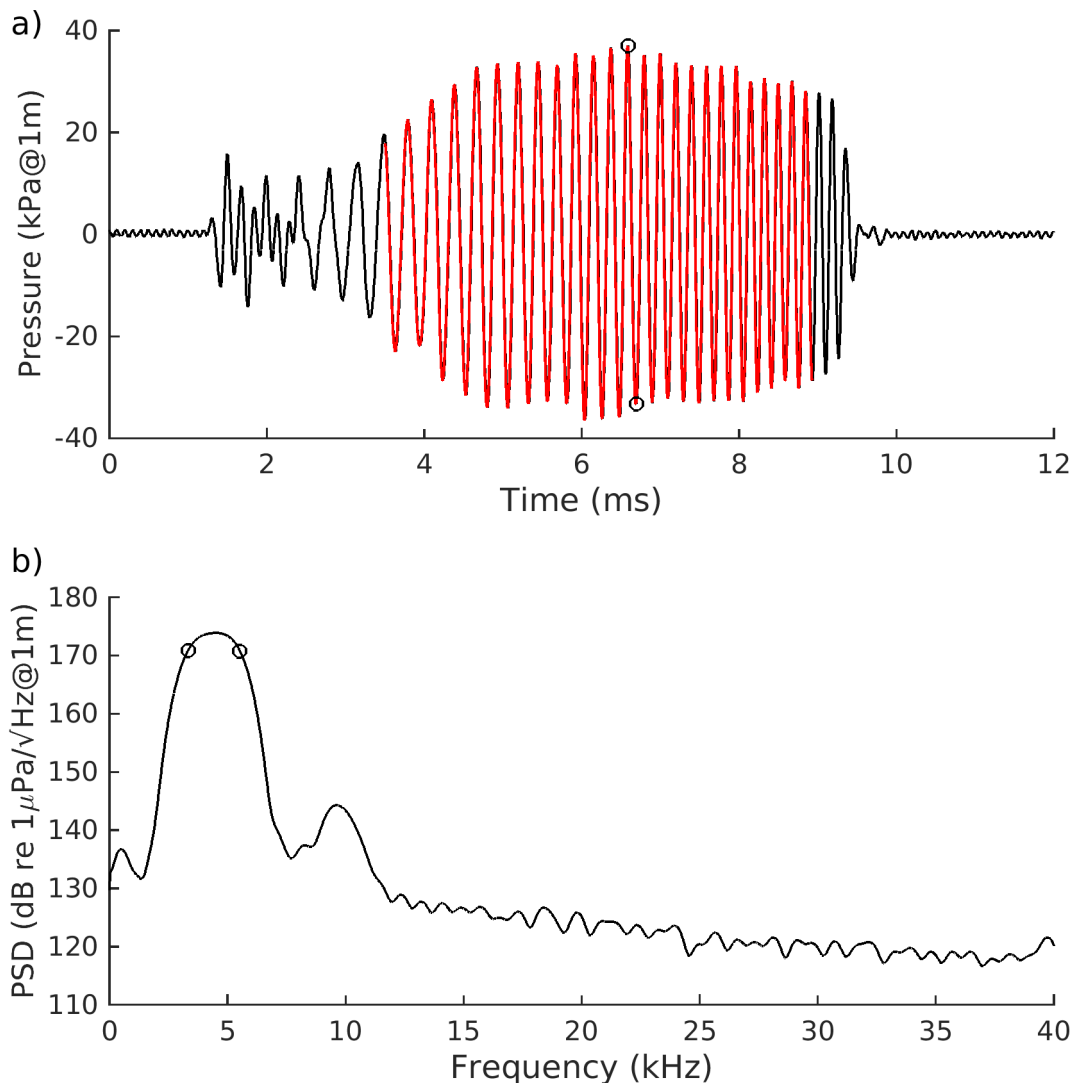 a)
Pressure (kPa@1m)
40
20
0
-20
-40
0 2 4 6 8 10 12
Time (ms)
b)
PSD (dB re 1μPa/√Hz@1m)
180
170
160
150
140
130
120
110
0 5 10 15 20 25 30 35 40
Frequency (kHz)